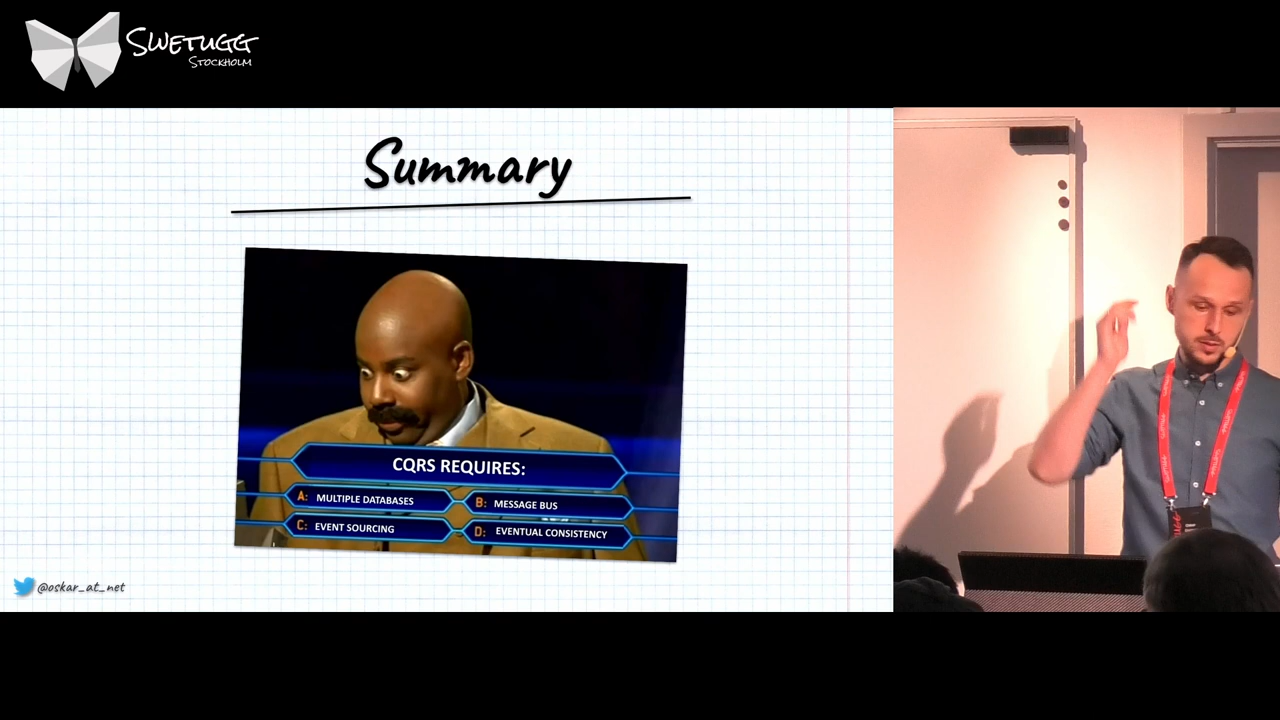 SWETUGG
STOCKHOLM
Summary
CQRS REQUIRES:
A: MULTIPLE DATABASES
B: MESSAGE BUS
C: EVENT SOURCING
D: EVENTUAL CONSISTENCY
@oskar_at_net